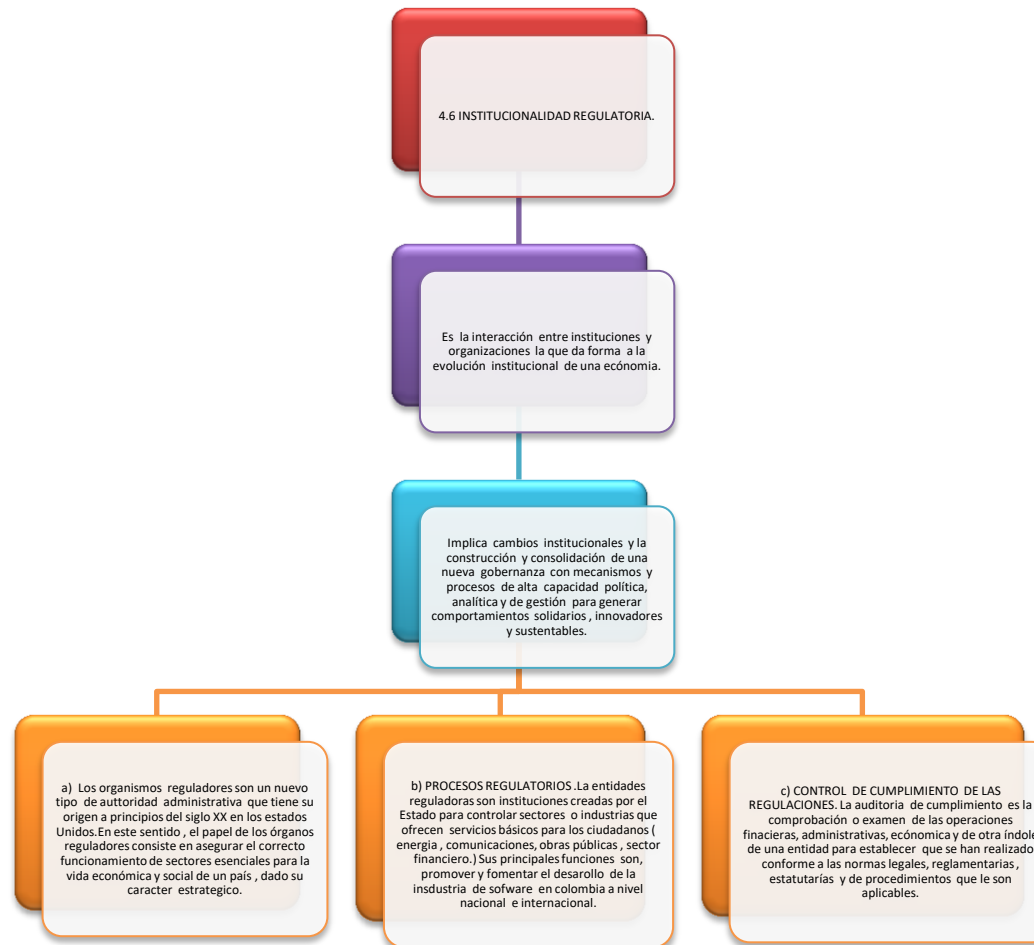 4.6 INSTITUCIONALIDAD REGULATORIA.
Es la interacción entre instituciones y
organizaciones la que da forma a la
evolución institucional de una ecónomia.
Implica cambios institucionales y la
construcción y consolidación de una
nueva gobernanza con mecanismos y
procesos de alta capacidad política,
analítica y de gestión para generar
comportamientos solidarios , innovadores
y sustentables.
a) Los organismos reguladores son un nuevo
tipo de auttoridad administrativa que tiene su
origen a principios del siglo XX en los estados
Unidos.En este sentido , el papel de los órganos
reguladores consiste en asegurar el correcto
funcionamiento de sectores esenciales para la
vida económica y social de un país , dado su
caracter estrategico.
b) PROCESOS REGULATORIOS .La entidades
reguladoras son instituciones creadas por el
Estado para controlar sectores o industrias que
ofrecen servicios básicos para los ciudadanos (
energia , comunicaciones, obras públicas , sector
financiero.) Sus principales funciones son,
promover y fomentar el desarollo de la
insdustria de sofware en colombia a nivel
nacional e internacional.
c) CONTROL DE CUMPLIMIENTO DE LAS
REGULACIONES. La auditoria de cumplimiento es la
comprobación o examen de las operaciones
finacieras, administrativas, ecónomica y de otra índole
de una entidad para establecer que se han realizado
conforme a las normas legales, reglamentarias ,
estatutarías y de procedimientos que le son
aplicables.